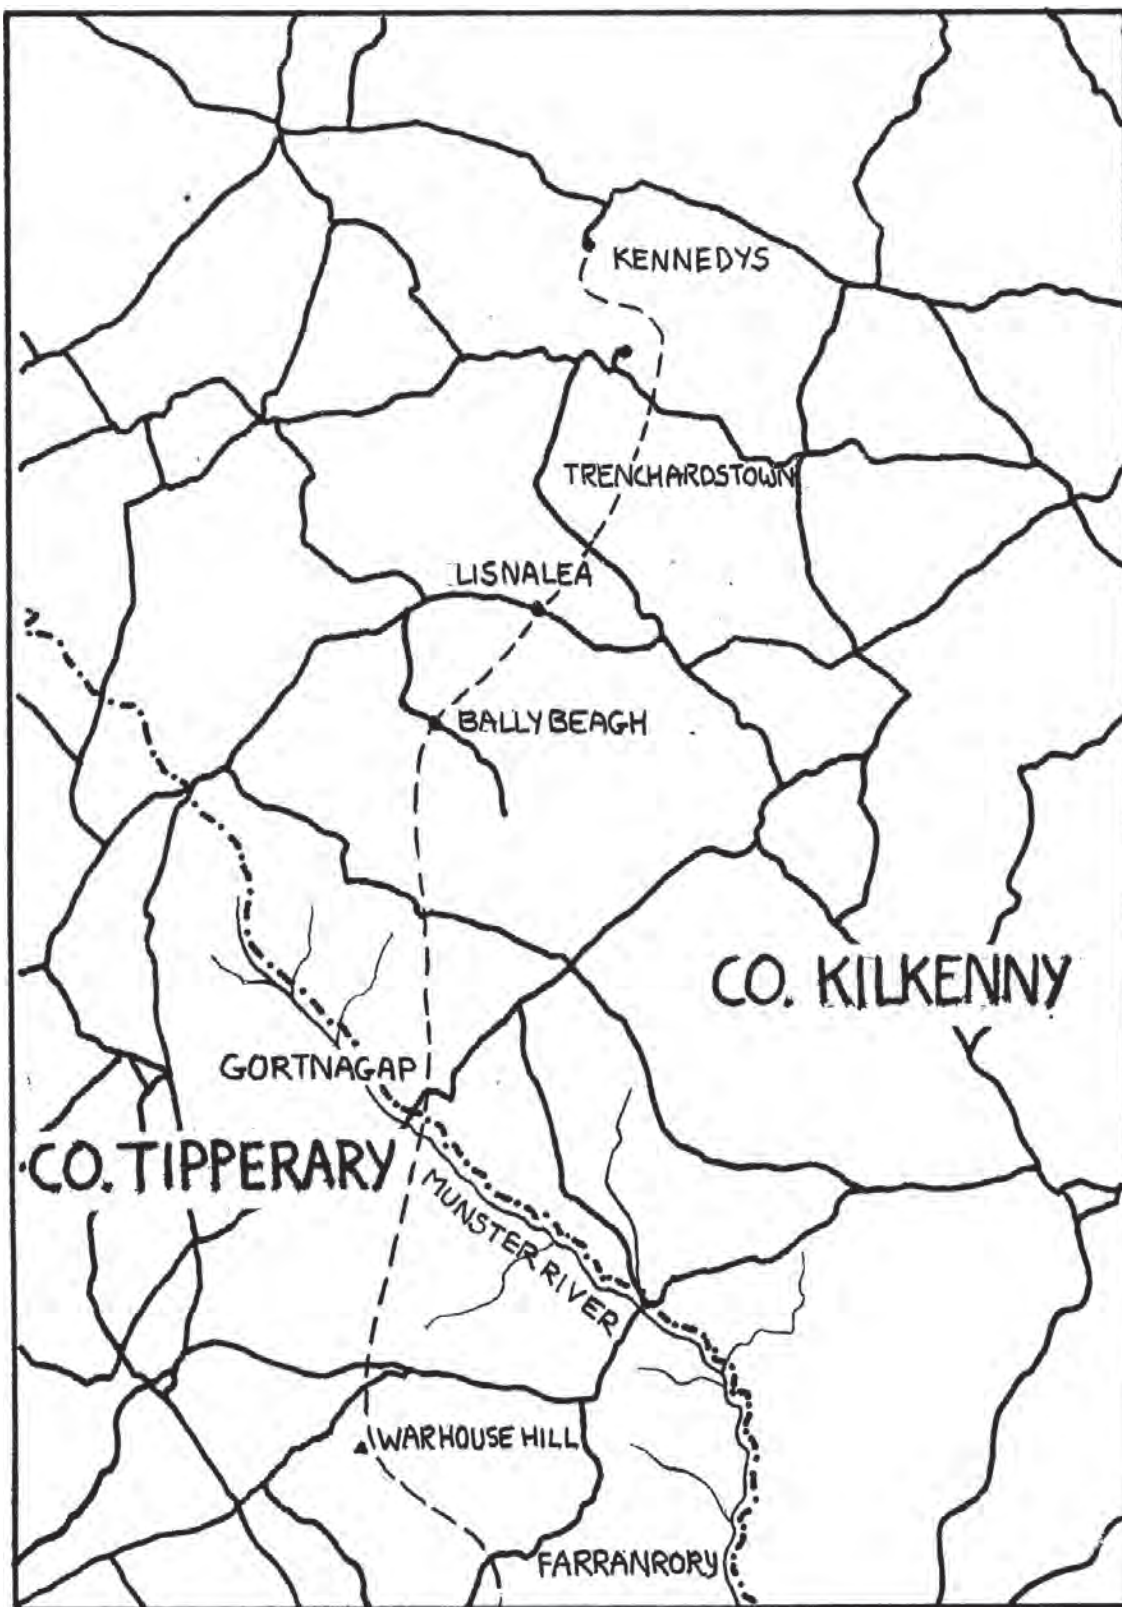 KENNEDYS
TRENCHARDSTOWN
LISNALEA
BALLYBEAGH
CO. KILKENNY
GORTNAGAP
CO. TIPPERARY
MUNSTER RIVER
WARHOUSE HILL
FARRANRORY